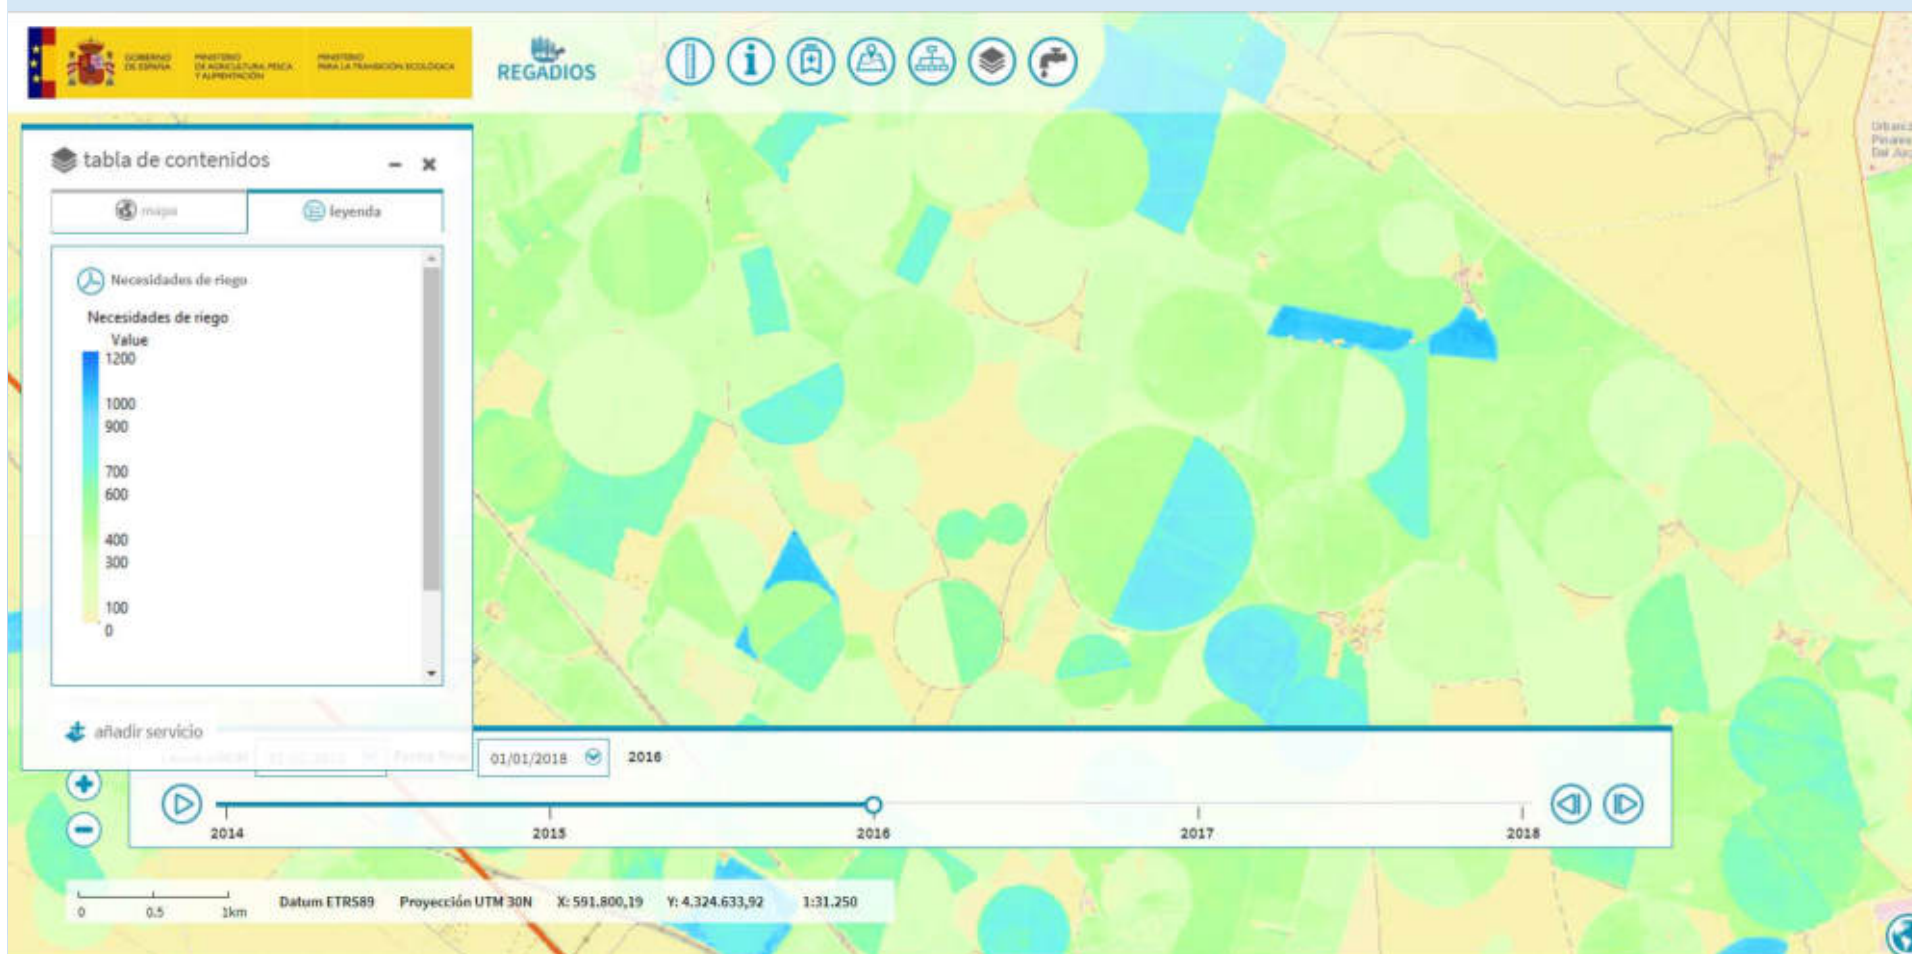 GOBIERNO
DE ESPAÑA
MINISTERIO
DE AGRICULTURA, PESCA
Y ALIMENTACIÓN
MINISTERIO
PARA LA TRANSICIÓN ECOLÓGICA
REGADIOS
tabla de contenidos
mapa
leyenda
Necesidades de riego
Necesidades de riego
Value
1200
1000
900
700
600
400
300
100
0
añadir servicio
01/01/2018
2016
2014
2015
2016
2017
2018
0
0.5
1km
Datum ETRS89
Proyección UTM 30N
X: 591.800,19
Y: 4.324.633,92
1:31.250